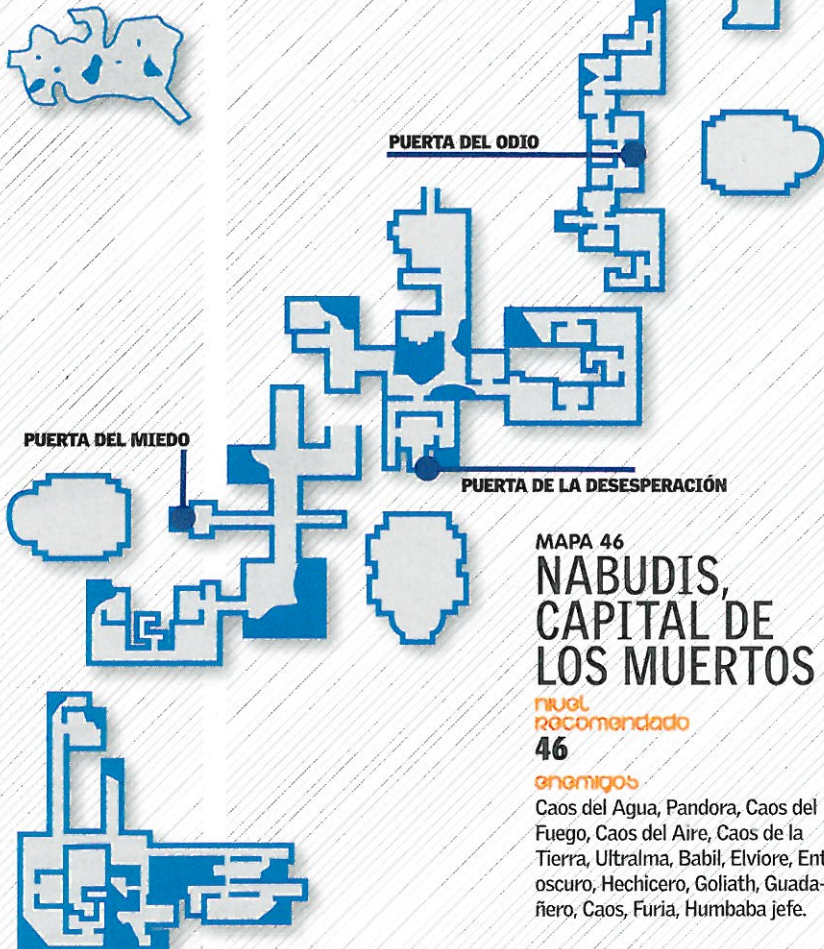 PUERTA DEL ODIO
PUERTA DEL MIEDO
PUERTA DE LA DESESPERACIÓN
MAPA 46
NABUDIS,
CAPITAL DE
LOS MUERTOS
nivel
recomendado
46
enemigos
Caos del Agua, Pandora, Caos del
Fuego, Caos del Aire, Caos de la
Tierra, Ultralma, Babil, Elviore, Ent
oscuro, Hechicero, Goliath, Guada-
ñero, Caos, Furia, Humbaba jefe.